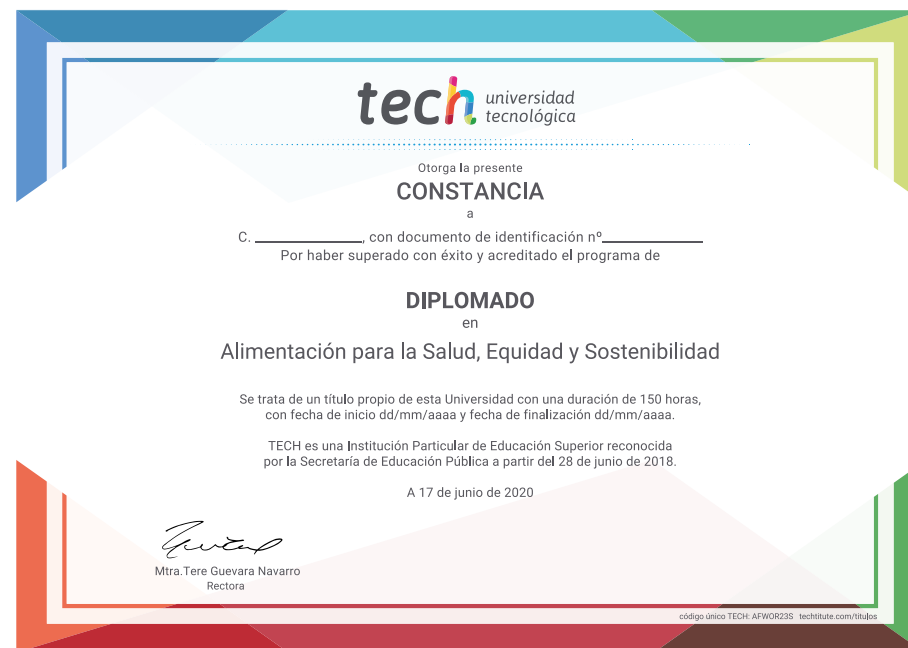 tech universidad
tecnológica
Otorga la presente
CONSTANCIA
a
C. ____________, con documento de identificación nº____________
Por haber superado con éxito y acreditado el programa de
DIPLOMADO
en
Alimentación para la Salud, Equidad y Sostenibilidad
Se trata de un título propio de esta Universidad con una duración de 150 horas,
con fecha de inicio dd/mm/aaaa y fecha de finalización dd/mm/aaaa.
TECH es una Institución Particular de Educación Superior reconocida
por la Secretaría de Educación Pública a partir del 28 de junio de 2018.
A 17 de junio de 2020
Mtra.Tere Guevara Navarro
Rectora
código único TECH: AFWOR23S techtitute.com/titulos